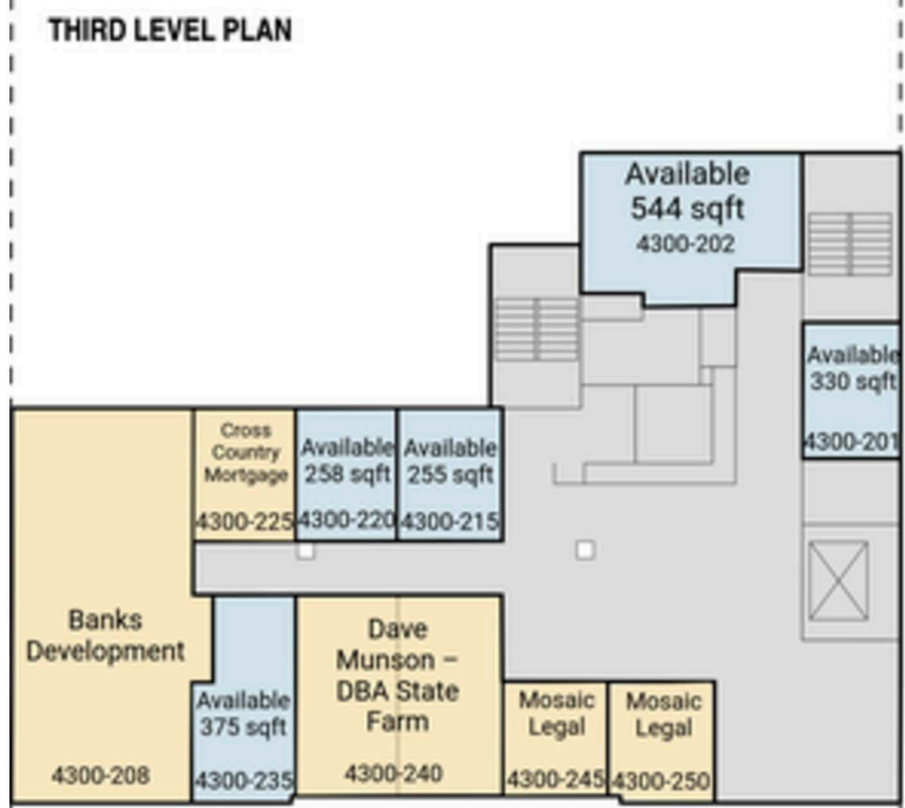 THIRD LEVEL PLAN
Available
544 sqft
4300-202
Available
330 sqft
4300-201
Cross
Country
Mortgage
4300-225
Available
258 sqft
4300-220
Available
255 sqft
4300-215
Banks
Development
4300-208
Available
375 sqft
4300-235
Dave
Munson –
DBA State
Farm
4300-240
Mosaic
Legal
4300-245
Mosaic
Legal
4300-250